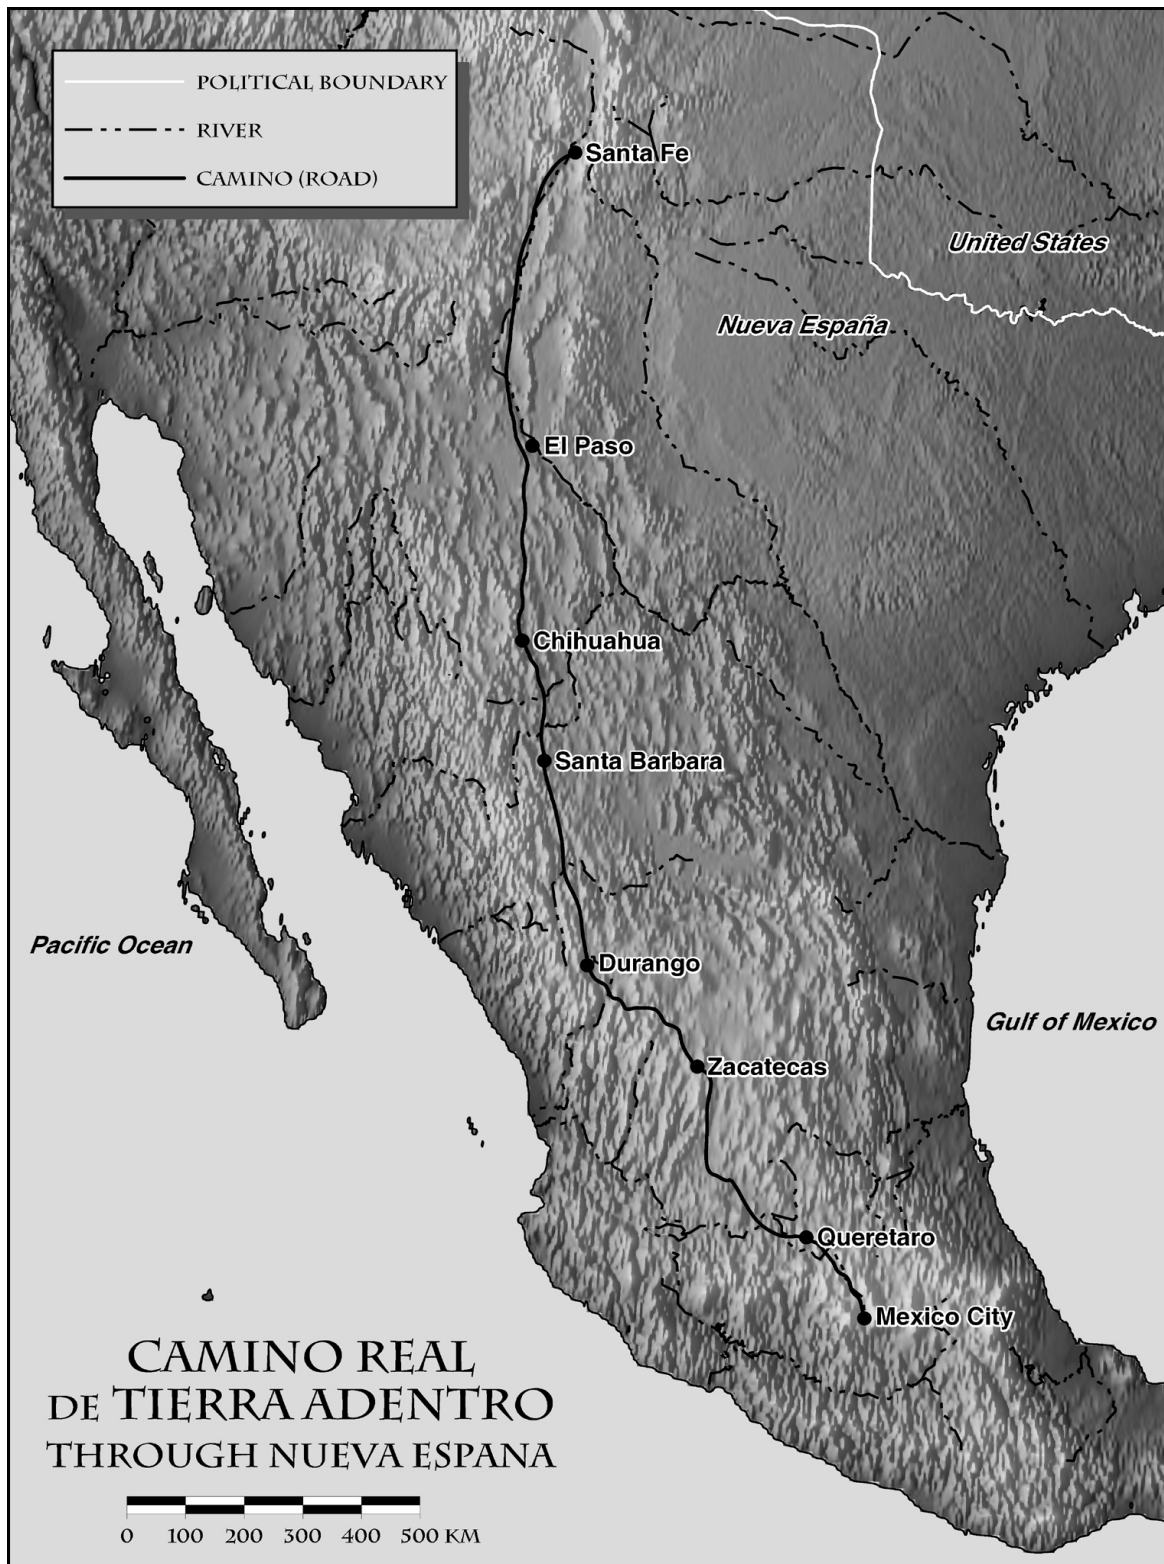 POLITICAL BOUNDARY
RIVER
CAMINO (ROAD)
Santa Fe
United States
Nueva España
El Paso
Chihuahua
Santa Barbara
Pacific Ocean
Durango
Gulf of Mexico
Zacatecas
Queretaro
Mexico City
CAMINO REAL
DE TIERRA ADENTRO
THROUGH NUEVA ESPANA
0 100 200 300 400 500 KM